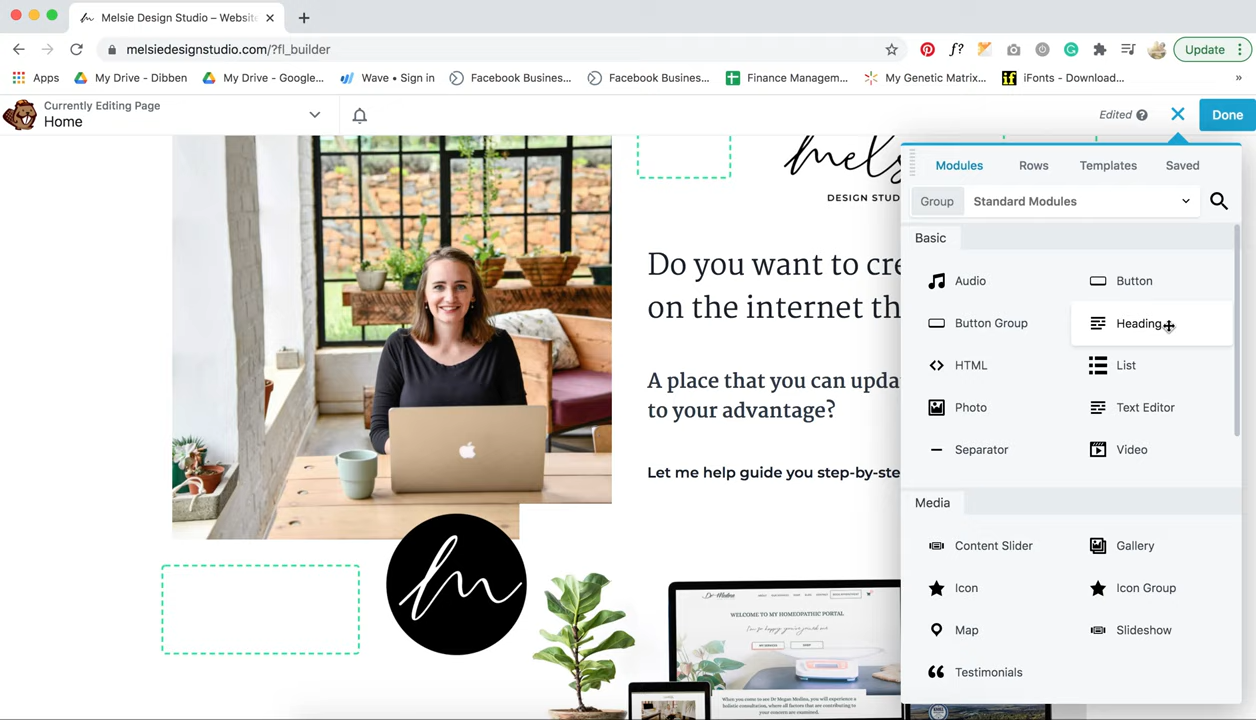 Melsie Design Studio – Websit
melsiedesignstudio.com/?fl_builder
Update
Apps
My Drive - Dibben
My Drive - Google...
Wave • Sign in
Facebook Busines...
Facebook Busines...
Finance Managem...
My Genetic Matrix...
iFonts - Download...
»
Currently Editing Page
Home
Edited
Done
Modules
Rows
Templates
Saved
Group
Standard Modules
Basic
Audio
Button
Button Group
Heading
HTML
List
Photo
Text Editor
Separator
Video
Media
Content Slider
Gallery
Icon
Icon Group
Map
Slideshow
Testimonials
mels
DESIGN STUD
Do you want to cre
on the internet th
A place that you can upda
to your advantage?
Let me help guide you step-by-ste
m
WELCOME TO MY HOMEOPATHIC PORTAL